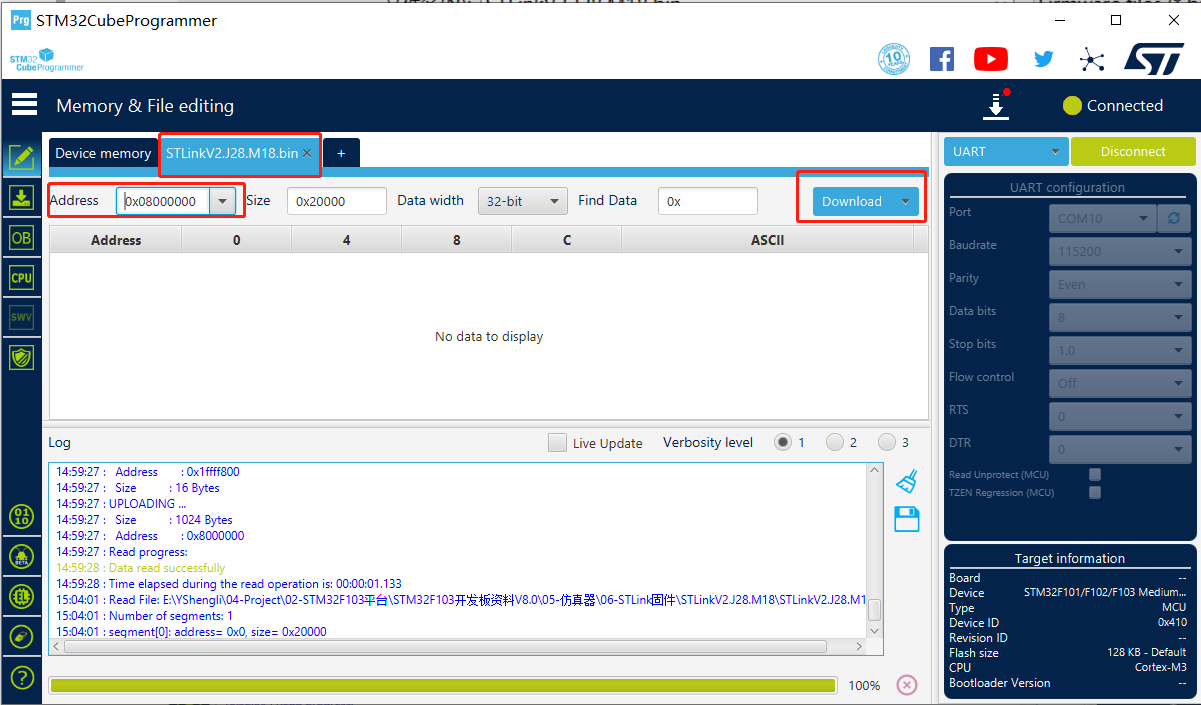 Prg STM32CubeProgrammer
STM32
CubeProgrammer
10
Memory & File editing
Connected
Device memory
STLinkV2.J28.M18.bin
+
UART
Disconnect
Address
0x08000000
Size
0x20000
Data width
32-bit
Find Data
0x
Download
UART configuration
Port
COM10
Baudrate
115200
Parity
Even
Data bits
8
Stop bits
1.0
Flow control
Off
RTS
0
DTR
0
Read Unprotect (MCU)
TZEN Regression (MCU)
OB
CPU
SWV
Address 0 4 8 C ASCII
No data to display
Log
Live Update
Verbosity level
1
2
3
14:59:27 : Address : 0x1ffff800
14:59:27 : Size : 16 Bytes
14:59:27 : UPLOADING ...
14:59:27 : Size : 1024 Bytes
14:59:27 : Address : 0x8000000
14:59:27 : Read progress:
14:59:28 : Data read successfully
14:59:28 : Time elapsed during the read operation is: 00:00:01.133
15:04:01 : Read File: E:\YShengli\04-Project\02-STM32F103平台\STM32F103开发板资料V8.0\05-仿真器\06-STLink固件\STLinkV2.J28.M18\STLinkV2.J28.M1
15:04:01 : Number of segments: 1
15:04:01 : segment[0]: address= 0x0, size= 0x20000
100%
Target information
Board --
Device STM32F101/F102/F103 Medium...
Type MCU
Device ID 0x410
Revision ID --
Flash size 128 KB - Default
CPU Cortex-M3
Bootloader Version --
01
10
BETA
EL
?